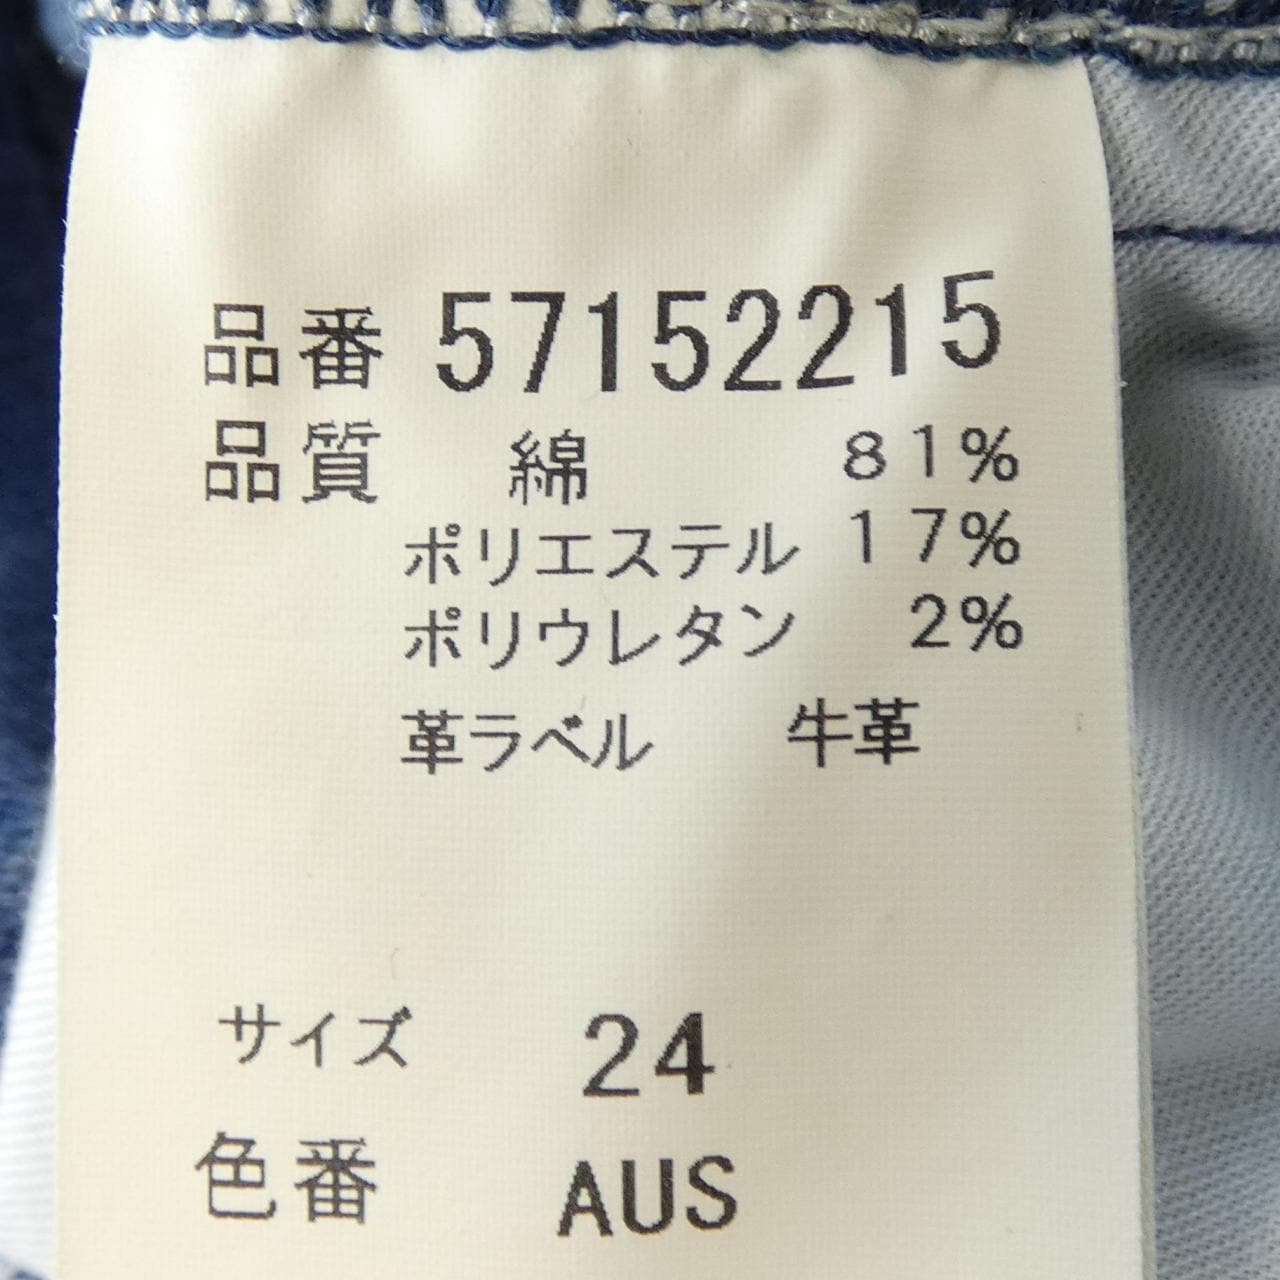 品番 57152215
品質 綿 81%
ポリエステル 17%
ポリウレタン 2%
革ラベル 牛革
サイズ 24
色番 AUS